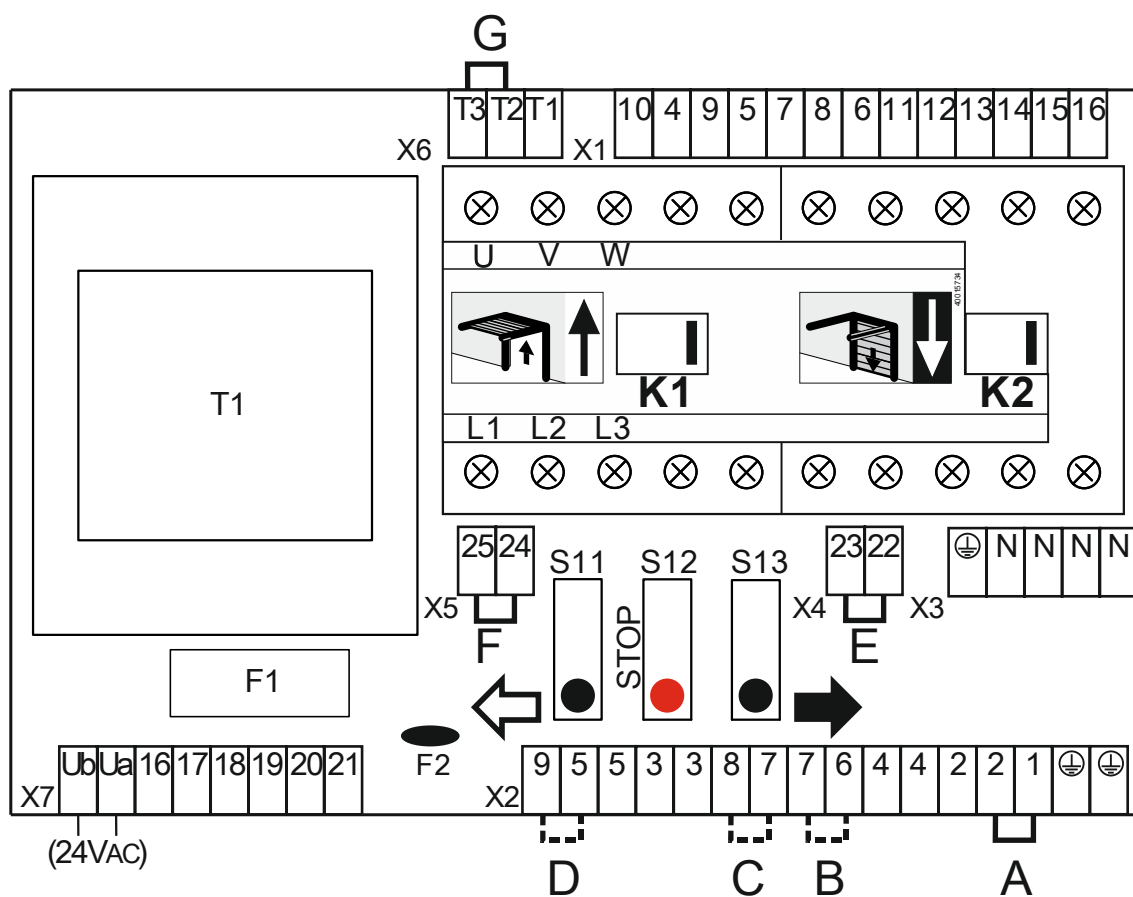 G
T3 T2 T1 10 4 9 5 7 8 6 11 12 13 14 15 16
X6 X1
U V W
40015734
T1
K1 K2
L1 L2 L3
25 24 23 22 N N N N
S11 S12 S13
X5 X4 X3
F STOP E
F1
F2
Ub Ua 16 17 18 19 20 21 9 5 5 3 3 8 7 7 6 4 4 2 2 1
X7 X2
(24VAC)
D C B A